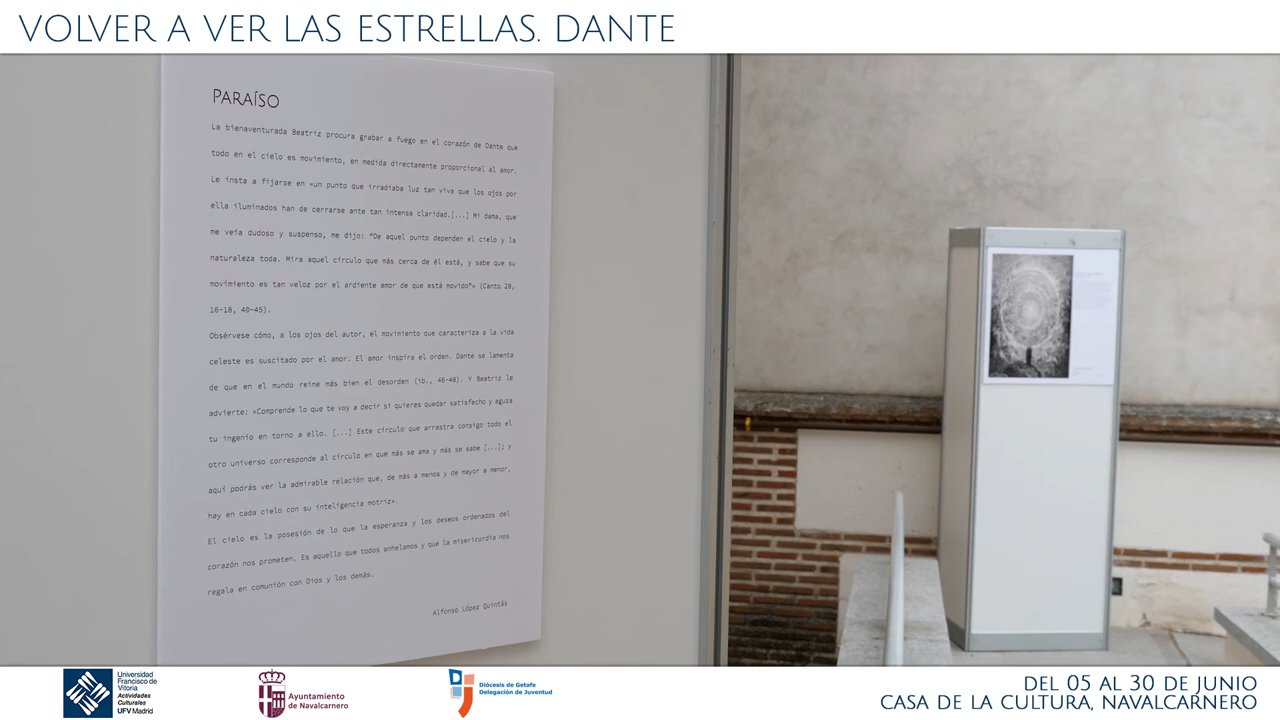 VOLVER A VER LAS ESTRELLAS. DANTE
PARAÍSO
La bienaventurada Beatriz procura grabar a fuego en el corazón de Dante que
todo en el cielo es movimiento, en medida directamente proporcional al amor.
Le insta a fijarse en «un punto que irradiaba luz tan viva que los ojos por
ella iluminados han de cerrarse ante tan intensa claridad.[...] Mi dama, que
me veía dudoso y suspenso, me dijo: "De aquel punto dependen el cielo y la
naturaleza toda. Mira aquel círculo que más cerca de él está, y sabe que su
movimiento es tan veloz por el ardiente amor de que está movido"» (Canto 28,
16-18, 40-45).
Obsérvese cómo, a los ojos del autor, el movimiento que caracteriza a la vida
celeste es suscitado por el amor. El amor inspira el orden. Dante se lamenta
de que en el mundo reine más bien el desorden (ib., 46-48). Y Beatriz le
advierte: «Comprende lo que te voy a decir si quieres quedar satisfecho y aguza
tu ingenio en torno a ello. [...] Este círculo que arrastra consigo todo el
otro universo corresponde al círculo en que más se ama y más se sabe [...]; y
aquí podrás ver la admirable relación que, de más a menos y de mayor a menor,
hay en cada cielo con su inteligencia motriz».
El cielo es la posesión de lo que la esperanza y los deseos ordenados del
corazón nos prometen. Es aquello que todos anhelamos y que la misericordia nos
regala en comunión con Dios y los demás.
Alfonso López Quintás
Universidad
Francisco de
Vitoria
Actividades
Culturales
UFV Madrid
Ayuntamiento
de Navalcarnero
Diócesis de Getafe
Delegación de Juventud
DEL 05 AL 30 DE JUNIO
CASA DE LA CULTURA, NAVALCARNERO